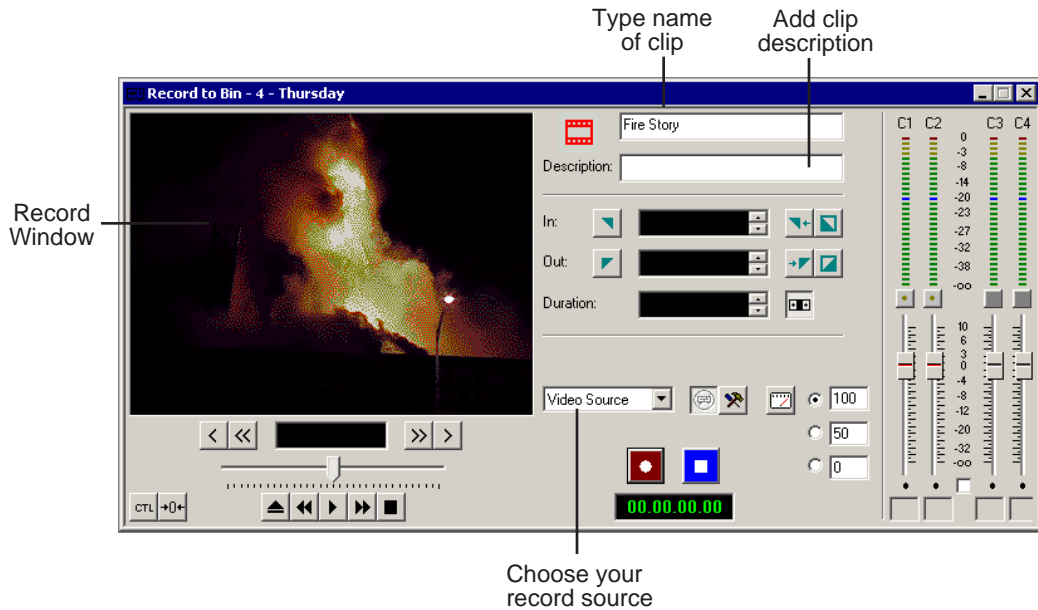 Type name
of clip
Add clip
description
Record to Bin - 4 - Thursday
Record
Window
Fire Story
Description:
In:
Out:
Duration:
Video Source
100
50
0
00.00.00.00
CTL
→0←
C1 C2 C3 C4
0
-3
-8
-14
-20
-23
-27
-32
-38
-oo
10
6
3
0
-4
-8
-12
-20
-32
-oo
Choose your
record source